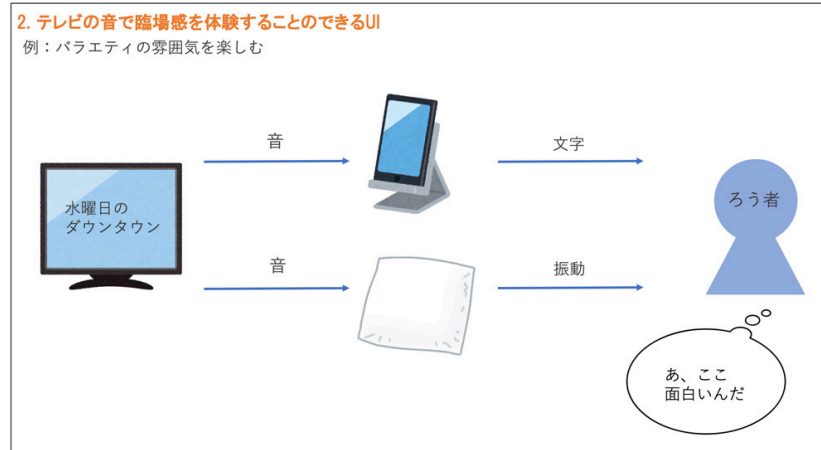 2. テレビの音で臨場感を体験することのできるUI
例：バラエティの雰囲気を楽しむ
音
文字
水曜日の
ダウンタウン
ろう者
音
振動
あ、ここ
面白いんだ